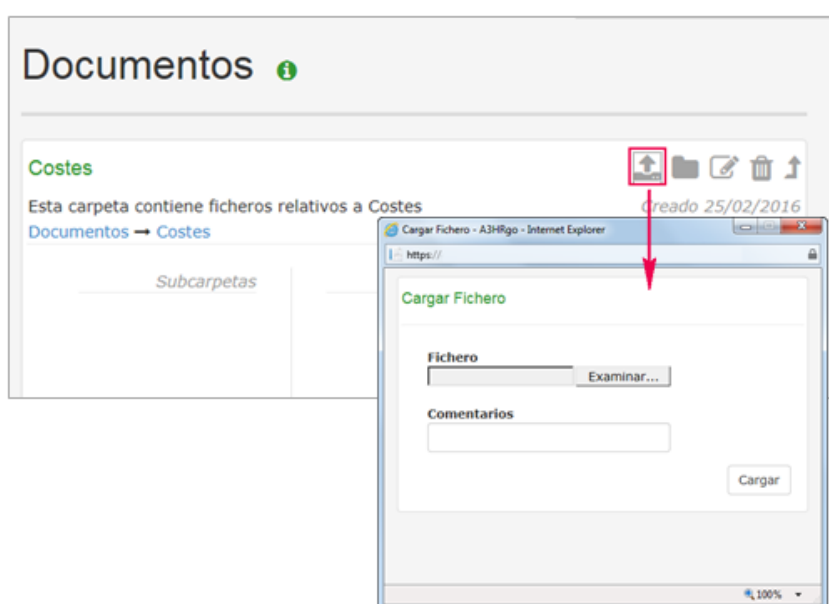 Documentos
Costes
Esta carpeta contiene ficheros relativos a Costes
Creado 25/02/2016
Documentos → Costes
Subcarpetas
Cargar Fichero - A3HRgo - Internet Explorer
https://
Cargar Fichero
Fichero
Examinar...
Comentarios
Cargar
100%